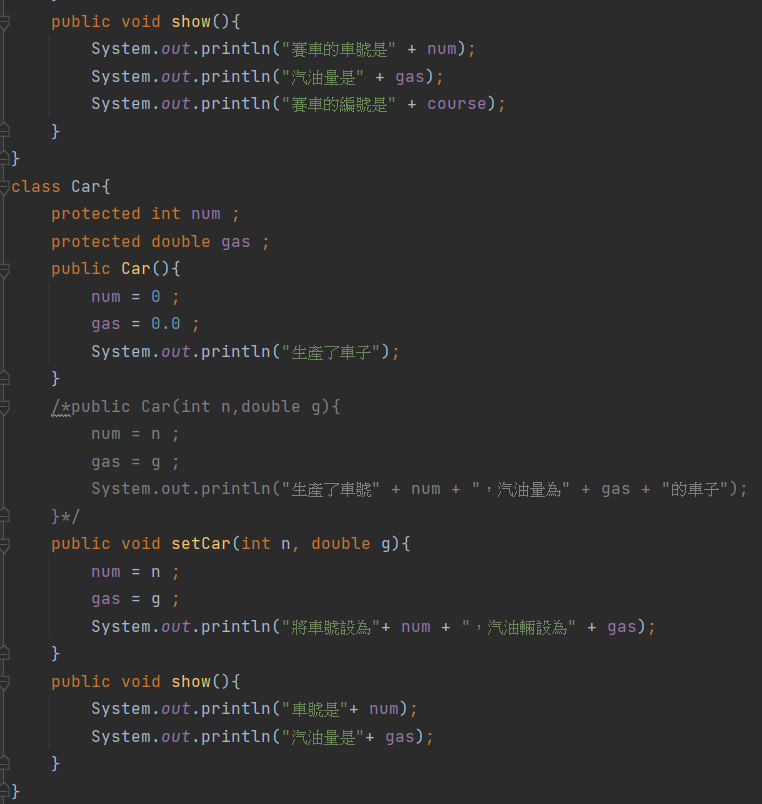 public void show(){
System.out.println("賽車的車號是" + num);
System.out.println("汽油量是" + gas);
System.out.println("賽車的編號是" + course);
}
}
class Car{
protected int num ;
protected double gas ;
public Car(){
num = 0 ;
gas = 0.0 ;
System.out.println("生產了車子");
}
/*public Car(int n,double g){
num = n ;
gas = g ;
System.out.println("生產了車號" + num + "，汽油量為" + gas + "的車子");
}*/
public void setCar(int n, double g){
num = n ;
gas = g ;
System.out.println("將車號設為"+ num + "，汽油輛設為" + gas);
}
public void show(){
System.out.println("車號是"+ num);
System.out.println("汽油量是"+ gas);
}
}